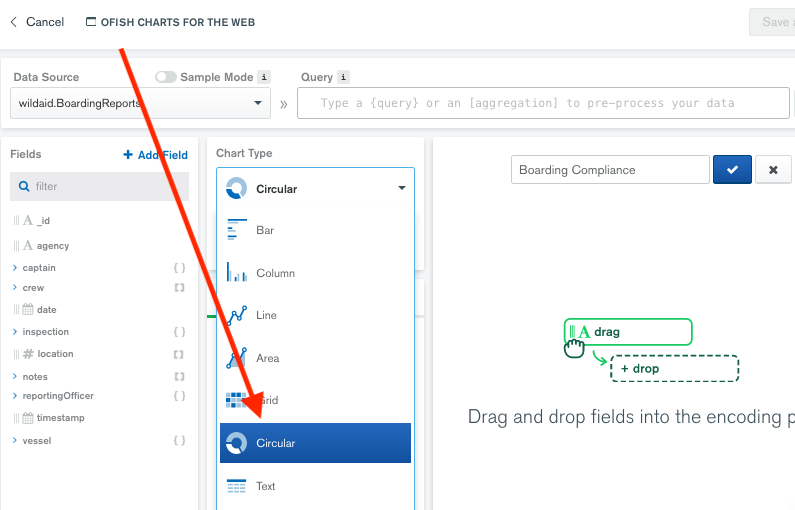 Cancel
OFISH CHARTS FOR THE WEB
Save
Data Source
Sample Mode
i
Query
i
wildaid.BoardingReports
»
Type a {query} or an [aggregation] to pre-process your data
Fields
+ Add Field
filter
A _id
A agency
captain { }
crew [ ]
date
inspection { }
# location [ ]
notes [ ]
reportingOfficer { }
timestamp
vessel { }
Chart Type
Circular
Bar
Column
Line
Area
Grid
Circular
Text
Boarding Compliance
A drag
+ drop
Drag and drop fields into the encoding p